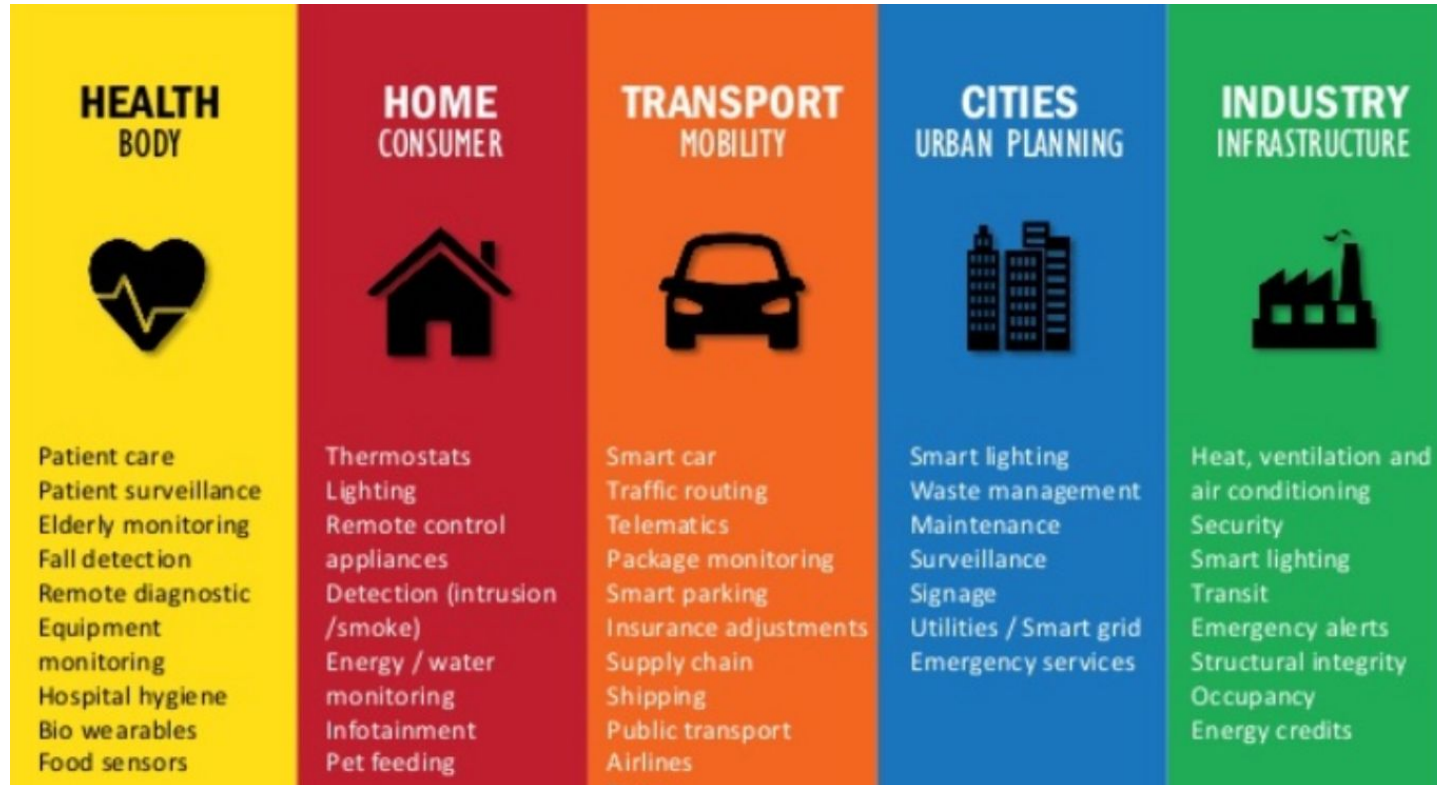 HEALTH
BODY
Patient care
Patient surveillance
Elderly monitoring
Fall detection
Remote diagnostic
Equipment
monitoring
Hospital hygiene
Bio wearables
Food sensors
HOME
CONSUMER
Thermostats
Lighting
Remote control
appliances
Detection (intrusion
/smoke)
Energy / water
monitoring
Infotainment
Pet feeding
TRANSPORT
MOBILITY
Smart car
Traffic routing
Telematics
Package monitoring
Smart parking
Insurance adjustments
Supply chain
Shipping
Public transport
Airlines
CITIES
URBAN PLANNING
Smart lighting
Waste management
Maintenance
Surveillance
Signage
Utilities / Smart grid
Emergency services
INDUSTRY
INFRASTRUCTURE
Heat, ventilation and
air conditioning
Security
Smart lighting
Transit
Emergency alerts
Structural integrity
Occupancy
Energy credits